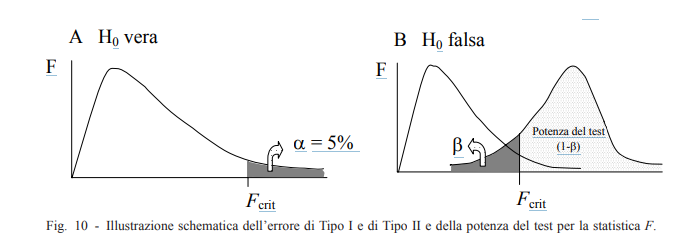 A H0 vera
F
α = 5%
Fcrit
B H0 falsa
F
β
Potenza del test
(1-β)
Fcrit
Fig. 10 - Illustrazione schematica dell'errore di Tipo I e di Tipo II e della potenza del test per la statistica F.